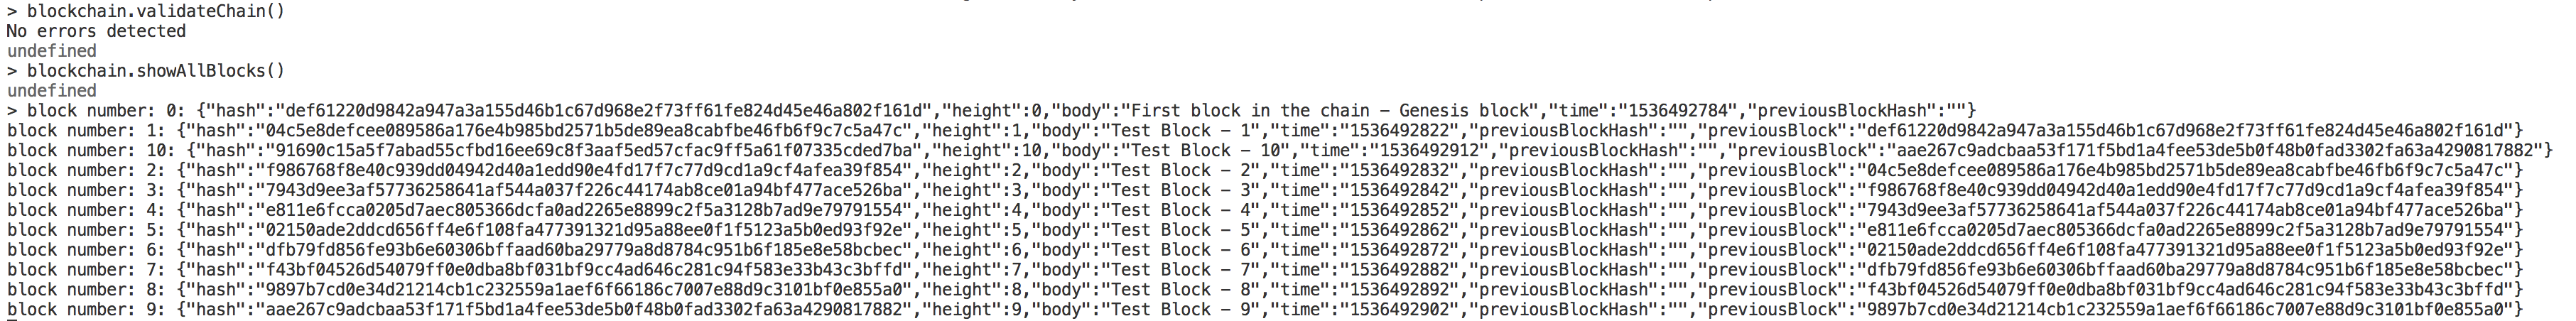 > blockchain.validateChain()
No errors detected
undefined
> blockchain.showAllBlocks()
undefined
> block number: 0: {"hash":"def61220d9842a947a3a155d46b1c67d968e2f73ff61fe824d45e46a802f161d","height":0,"body":"First block in the chain – Genesis block","time":"1536492784","previousBlockHash":""}
block number: 1: {"hash":"04c5e8defcee089586a176e4b985bd2571b5de89ea8cabfbe46fb6f9c7c5a47c","height":1,"body":"Test Block – 1","time":"1536492822","previousBlockHash":"","previousBlock":"def61220d9842a947a3a155d46b1c67d968e2f73ff61fe824d45e46a802f161d"}
block number: 10: {"hash":"91690c15a5f7abad55cfbd16ee69c8f3aaf5ed57cfac9ff5a61f07335cded7ba","height":10,"body":"Test Block – 10","time":"1536492912","previousBlockHash":"","previousBlock":"aae267c9adcbaa53f171f5bd1a4fee53de5b0f48b0fad3302fa63a4290817882"}
block number: 2: {"hash":"f986768f8e40c939dd04942d40a1edd90e4fd17f7c77d9cd1a9cf4afea39f854","height":2,"body":"Test Block – 2","time":"1536492832","previousBlockHash":"","previousBlock":"04c5e8defcee089586a176e4b985bd2571b5de89ea8cabfbe46fb6f9c7c5a47c"}
block number: 3: {"hash":"7943d9ee3af57736258641af544a037f226c44174ab8ce01a94bf477ace526ba","height":3,"body":"Test Block – 3","time":"1536492842","previousBlockHash":"","previousBlock":"f986768f8e40c939dd04942d40a1edd90e4fd17f7c77d9cd1a9cf4afea39f854"}
block number: 4: {"hash":"e811e6fcca0205d7aec805366dcfa0ad2265e8899c2f5a3128b7ad9e79791554","height":4,"body":"Test Block – 4","time":"1536492852","previousBlockHash":"","previousBlock":"7943d9ee3af57736258641af544a037f226c44174ab8ce01a94bf477ace526ba"}
block number: 5: {"hash":"02150ade2ddcd656ff4e6f108fa477391321d95a88ee0f1f5123a5b0ed93f92e","height":5,"body":"Test Block – 5","time":"1536492862","previousBlockHash":"","previousBlock":"e811e6fcca0205d7aec805366dcfa0ad2265e8899c2f5a3128b7ad9e79791554"}
block number: 6: {"hash":"dfb79fd856fe93b6e60306bffaad60ba29779a8d8784c951b6f185e8e58bcbec","height":6,"body":"Test Block – 6","time":"1536492872","previousBlockHash":"","previousBlock":"02150ade2ddcd656ff4e6f108fa477391321d95a88ee0f1f5123a5b0ed93f92e"}
block number: 7: {"hash":"f43bf04526d54079ff0e0dba8bf031bf9cc4ad646c281c94f583e33b43c3bffd","height":7,"body":"Test Block – 7","time":"1536492882","previousBlockHash":"","previousBlock":"dfb79fd856fe93b6e60306bffaad60ba29779a8d8784c951b6f185e8e58bcbec"}
block number: 8: {"hash":"9897b7cd0e34d21214cb1c232559a1aef6f66186c7007e88d9c3101bf0e855a0","height":8,"body":"Test Block – 8","time":"1536492892","previousBlockHash":"","previousBlock":"f43bf04526d54079ff0e0dba8bf031bf9cc4ad646c281c94f583e33b43c3bffd"}
block number: 9: {"hash":"aae267c9adcbaa53f171f5bd1a4fee53de5b0f48b0fad3302fa63a4290817882","height":9,"body":"Test Block – 9","time":"1536492902","previousBlockHash":"","previousBlock":"9897b7cd0e34d21214cb1c232559a1aef6f66186c7007e88d9c3101bf0e855a0"}